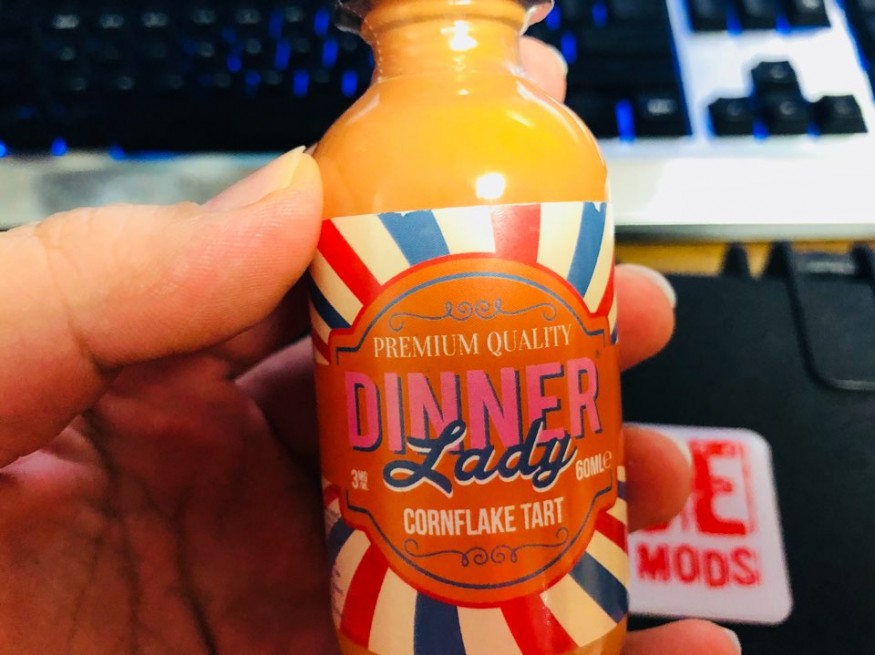 PREMIUM QUALITY
DINNER
Lady
3MG 60ML℮
CORNFLAKE TART
MODS